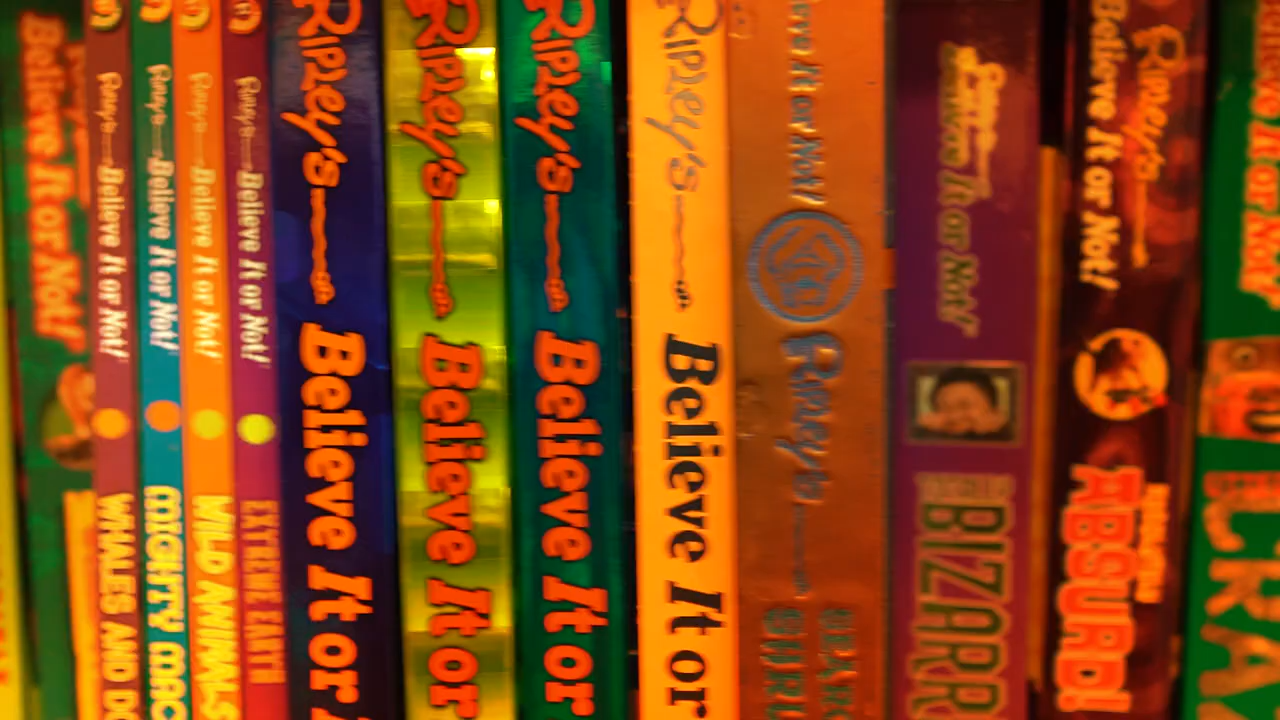 Believe It or Not!
Ripley's Believe It or Not! WHALES AND DO
Ripley's Believe It or Not! MIGHTY MAC
Ripley's Believe It or Not! WILD ANIMALS
Ripley's Believe It or Not! EXTREME EARTH
Ripley's Believe It or
Ripley's Believe It or
Ripley's Believe It or
Ripley's Believe It or
Believe It or Not!
Ripley's
Ripley's
Believe It or Not!
BIZARR
Ripley's
Believe It or Not!
ABSURD!
It or Not!
CRA